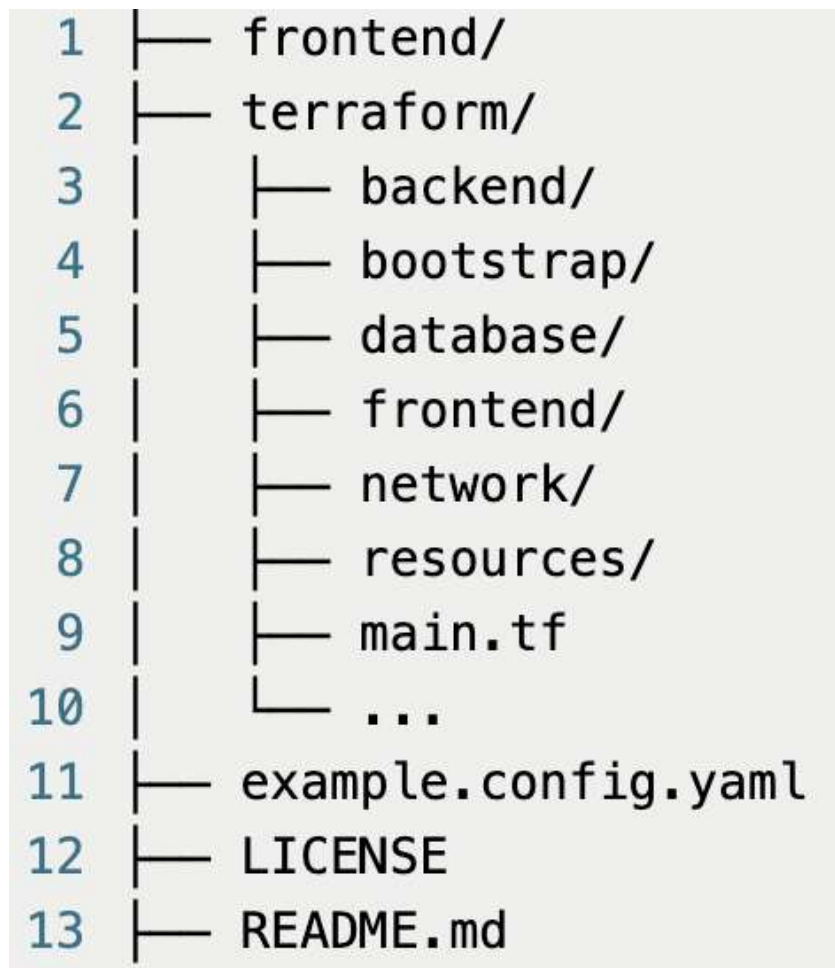 1 ├── frontend/
2 ├── terraform/
3 │   ├── backend/
4 │   ├── bootstrap/
5 │   ├── database/
6 │   ├── frontend/
7 │   ├── network/
8 │   ├── resources/
9 │   ├── main.tf
10 │   └── ...
11 ├── example.config.yaml
12 ├── LICENSE
13 ├── README.md